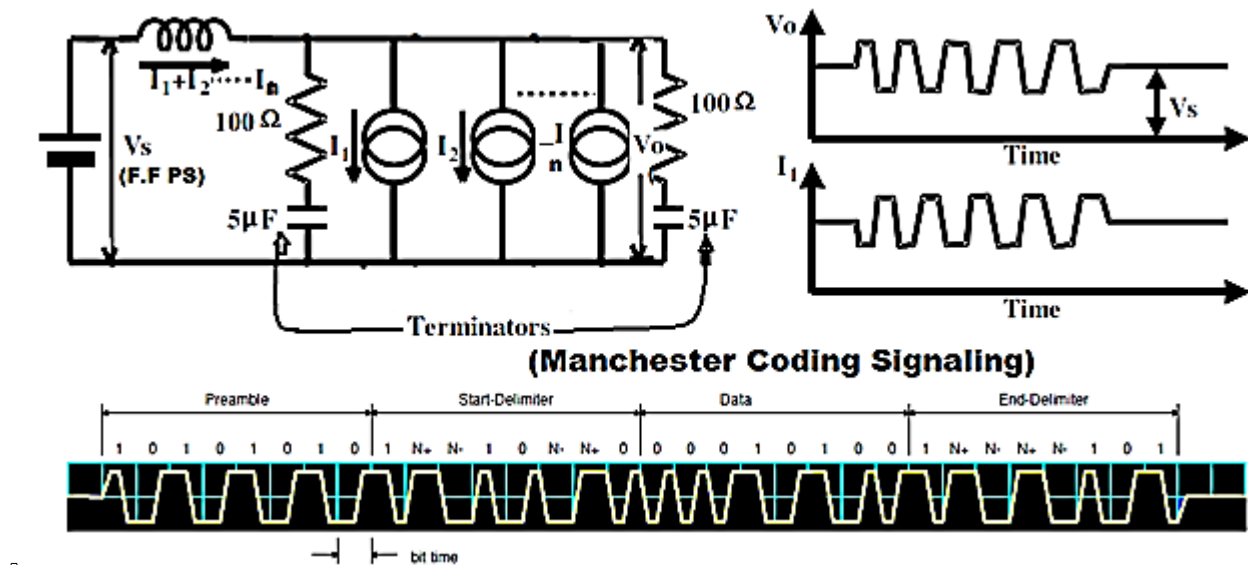 Vo
I₁+I₂......Iₙ
100 Ω
100 Ω
Vs
(F.F PS)
I₁
I₂
I
n
Vo
Vs
Time
5μF
5μF
I₁
Terminators
Time
(Manchester Coding Signaling)
Preamble Start-Delimiter Data End-Delimiter
1 0 1 0 1 0 1 0 1 N+ N- 1 0 N- N+ 0 0 0 0 1 0 1 0 0 1 N+ N- N+ N- 1 0 1
bit time